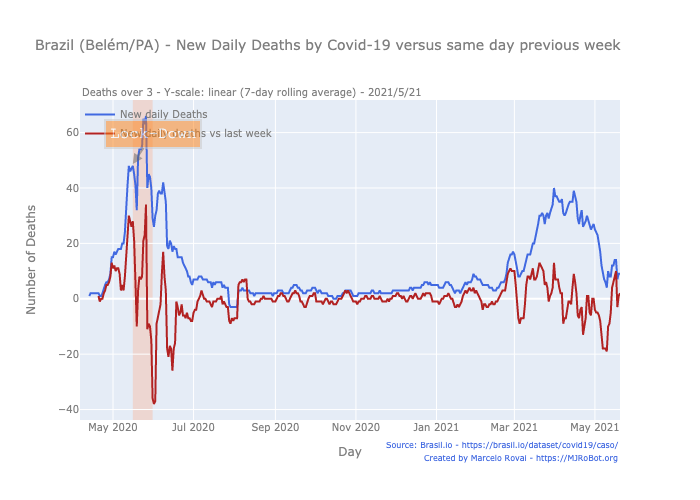 Brazil (Belém/PA) - New Daily Deaths by Covid-19 versus same day previous week
Deaths over 3 - Y-scale: linear (7-day rolling average) - 2021/5/21
New daily Deaths
New daily deaths vs last week
60
40
20
0
−20
−40
Number of Deaths
May 2020
Jul 2020
Sep 2020
Nov 2020
Jan 2021
Mar 2021
May 2021
Day
Source: Brasil.io - https://brasil.io/dataset/covid19/caso/
Created by Marcelo Rovai - https://MJRoBot.org